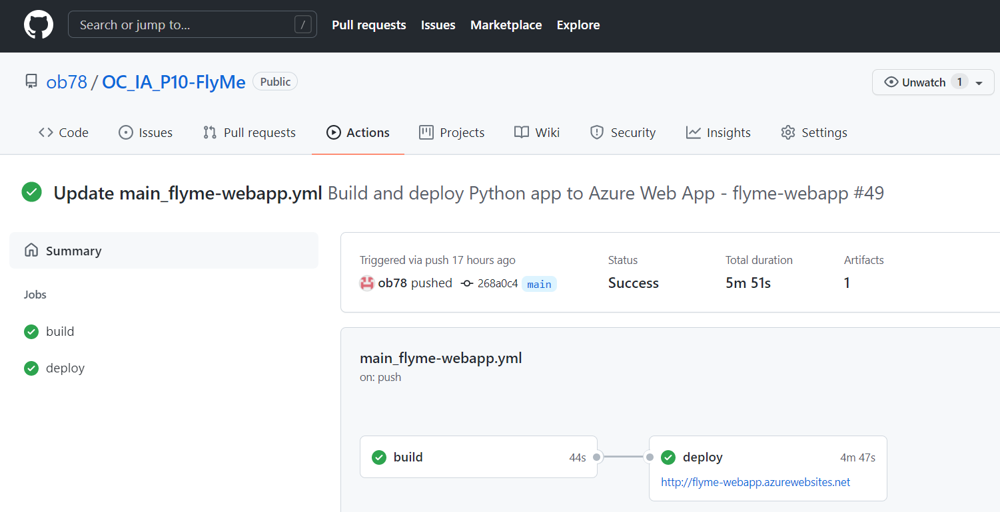 Search or jump to... /
Pull requests Issues Marketplace Explore
ob78 / OC_IA_P10-FlyMe Public
Unwatch 1
Code Issues Pull requests Actions Projects Wiki Security Insights Settings
Update main_flyme-webapp.yml Build and deploy Python app to Azure Web App - flyme-webapp #49
Summary
Jobs
build
deploy
Triggered via push 17 hours ago
ob78 pushed 268a0c4 main
Status
Success
Total duration
5m 51s
Artifacts
1
main_flyme-webapp.yml
on: push
build 44s
deploy 4m 47s
http://flyme-webapp.azurewebsites.net